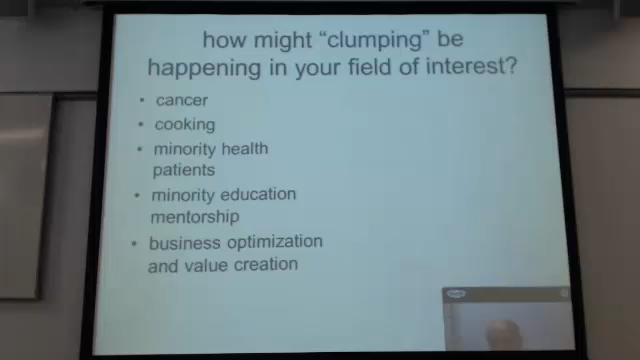 how might “clumping” be
happening in your field of interest?
• cancer
• cooking
• minority health
patients
• minority education
mentorship
• business optimization
and value creation